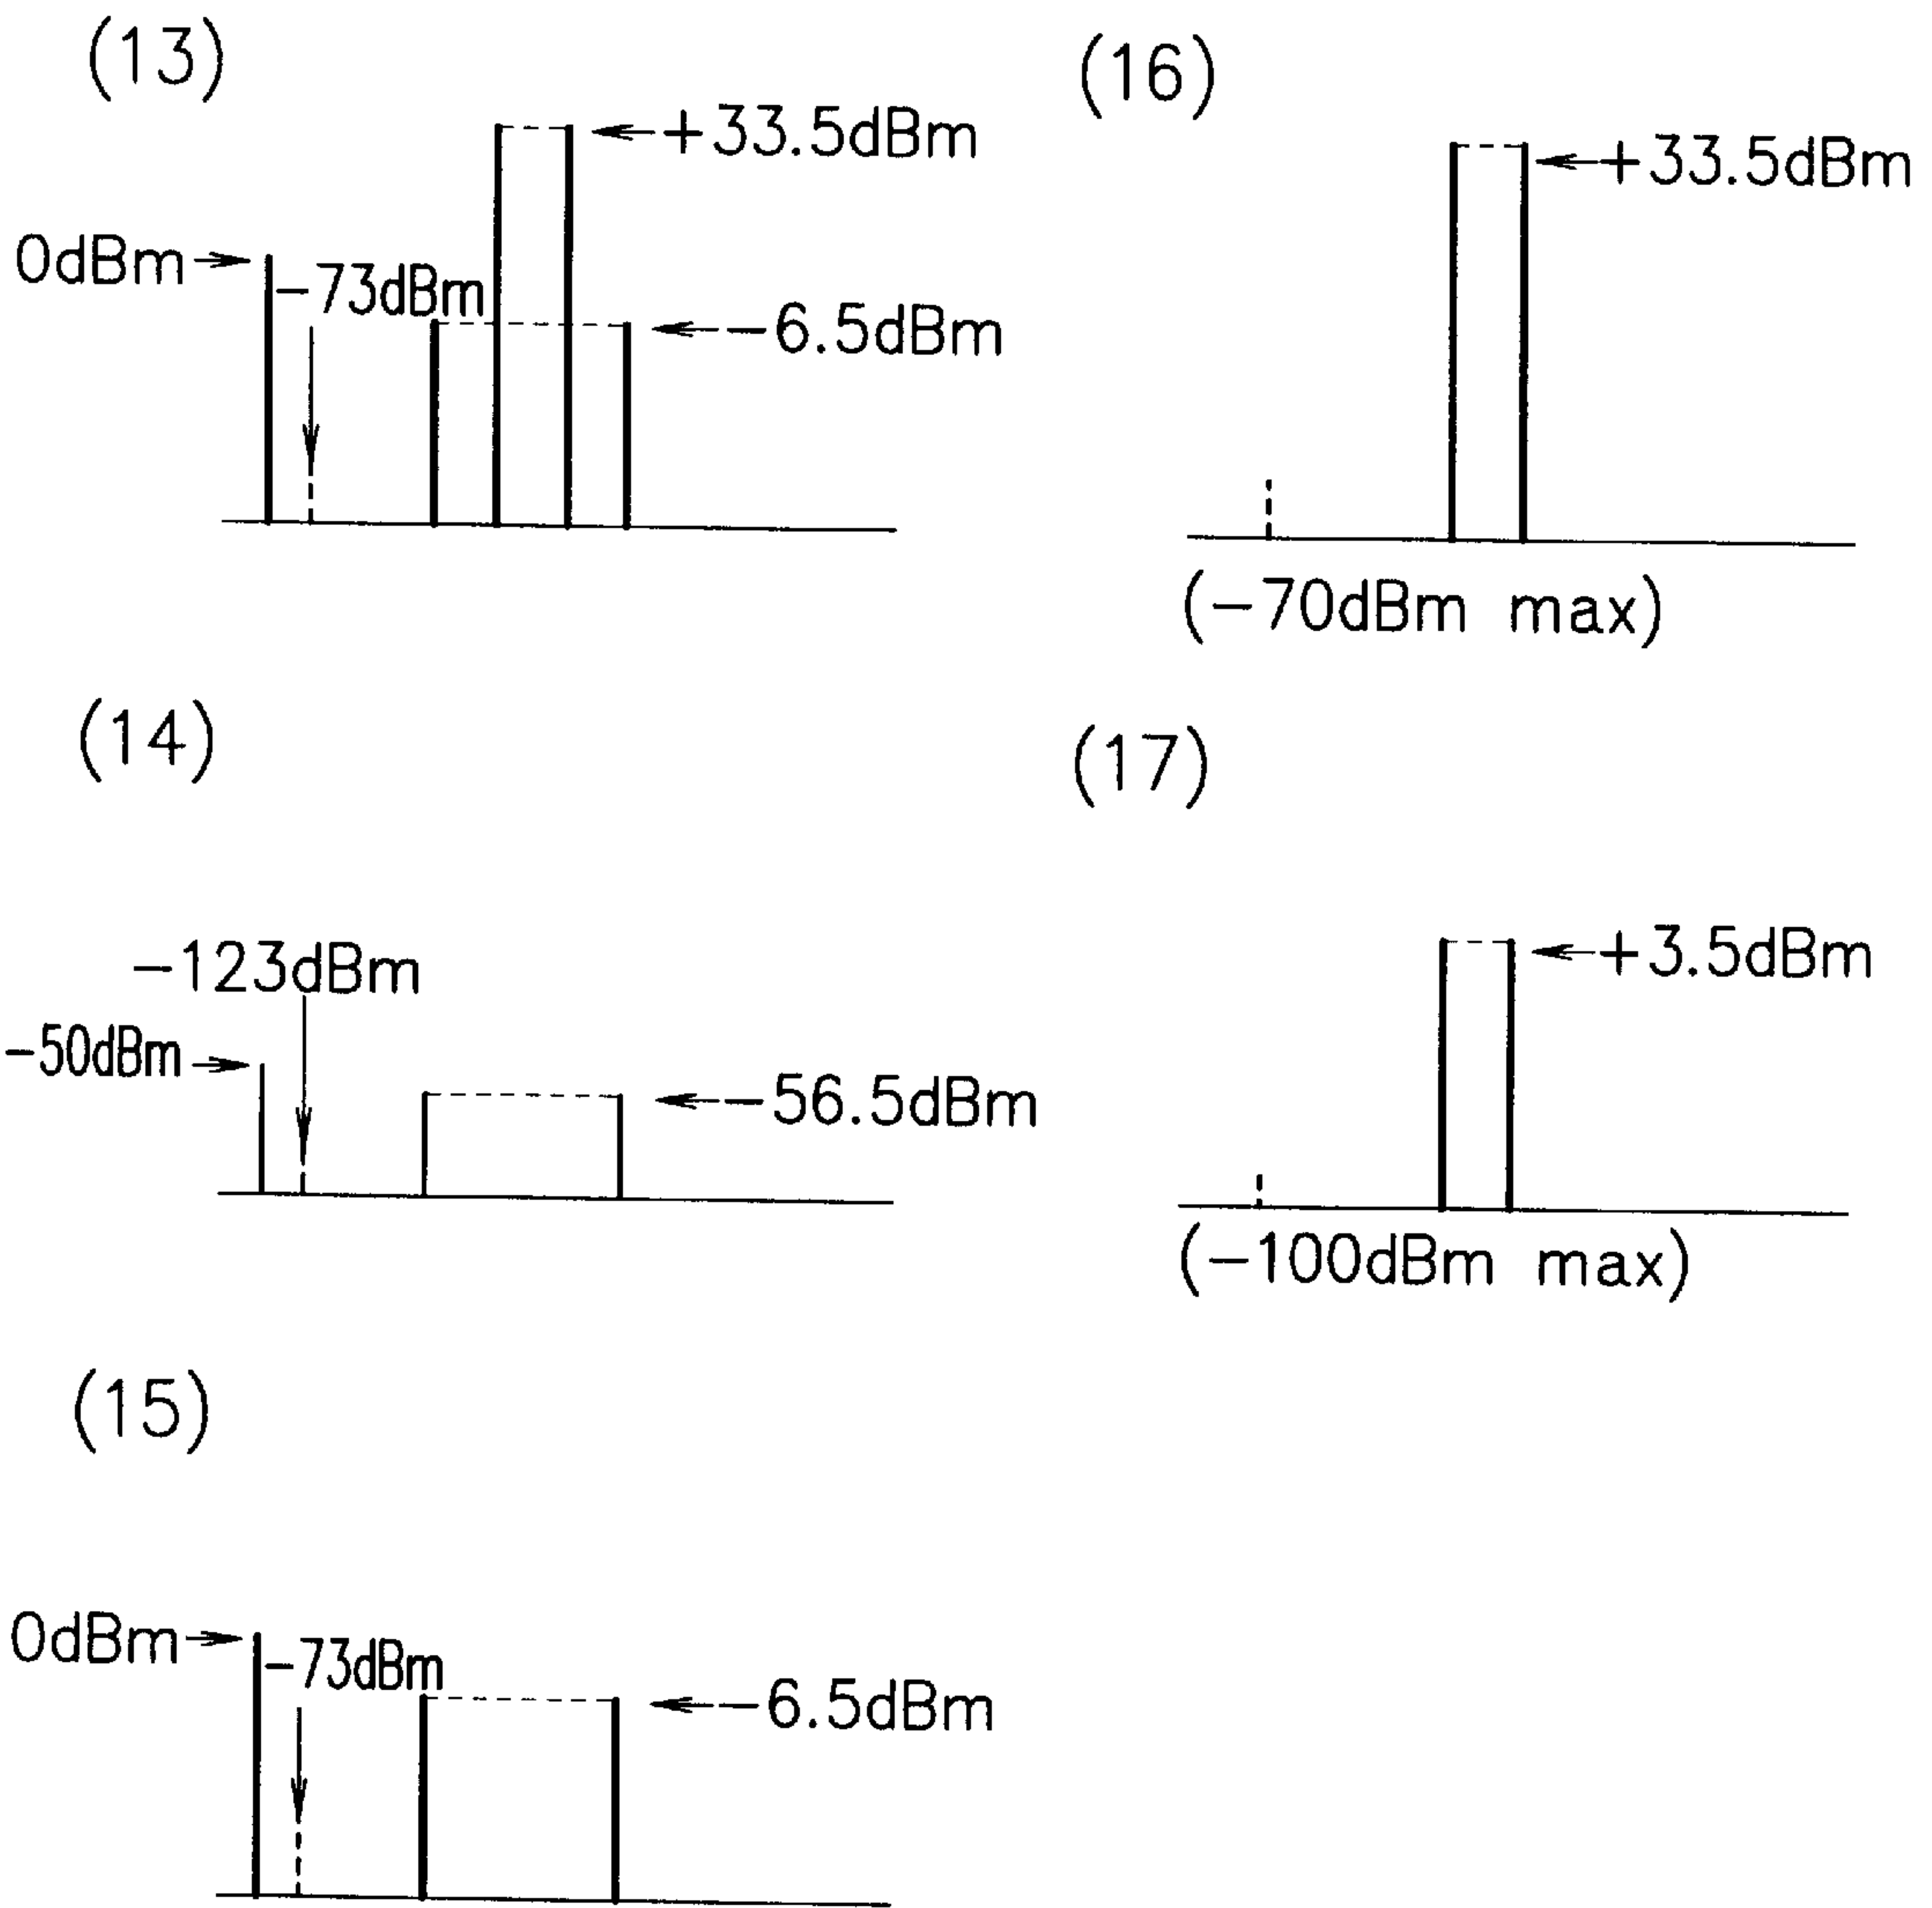 (13)
+33.5dBm
0dBm
-73dBm
-6.5dBm
(14)
-123dBm
-50dBm
-56.5dBm
(15)
0dBm
-73dBm
-6.5dBm
(16)
+33.5dBm
(-70dBm max)
(17)
+3.5dBm
(-100dBm max)